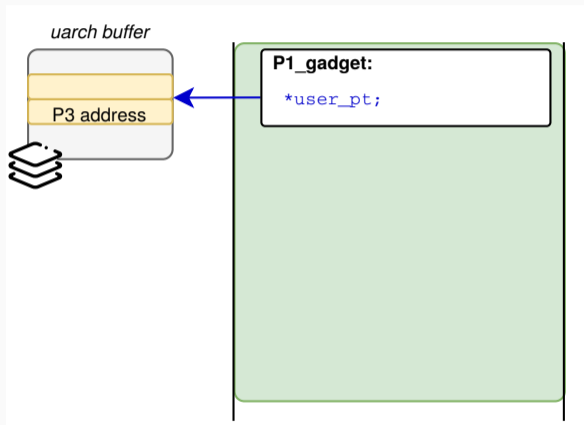 uarch buffer
P3 address
P1_gadget:
*user_pt;